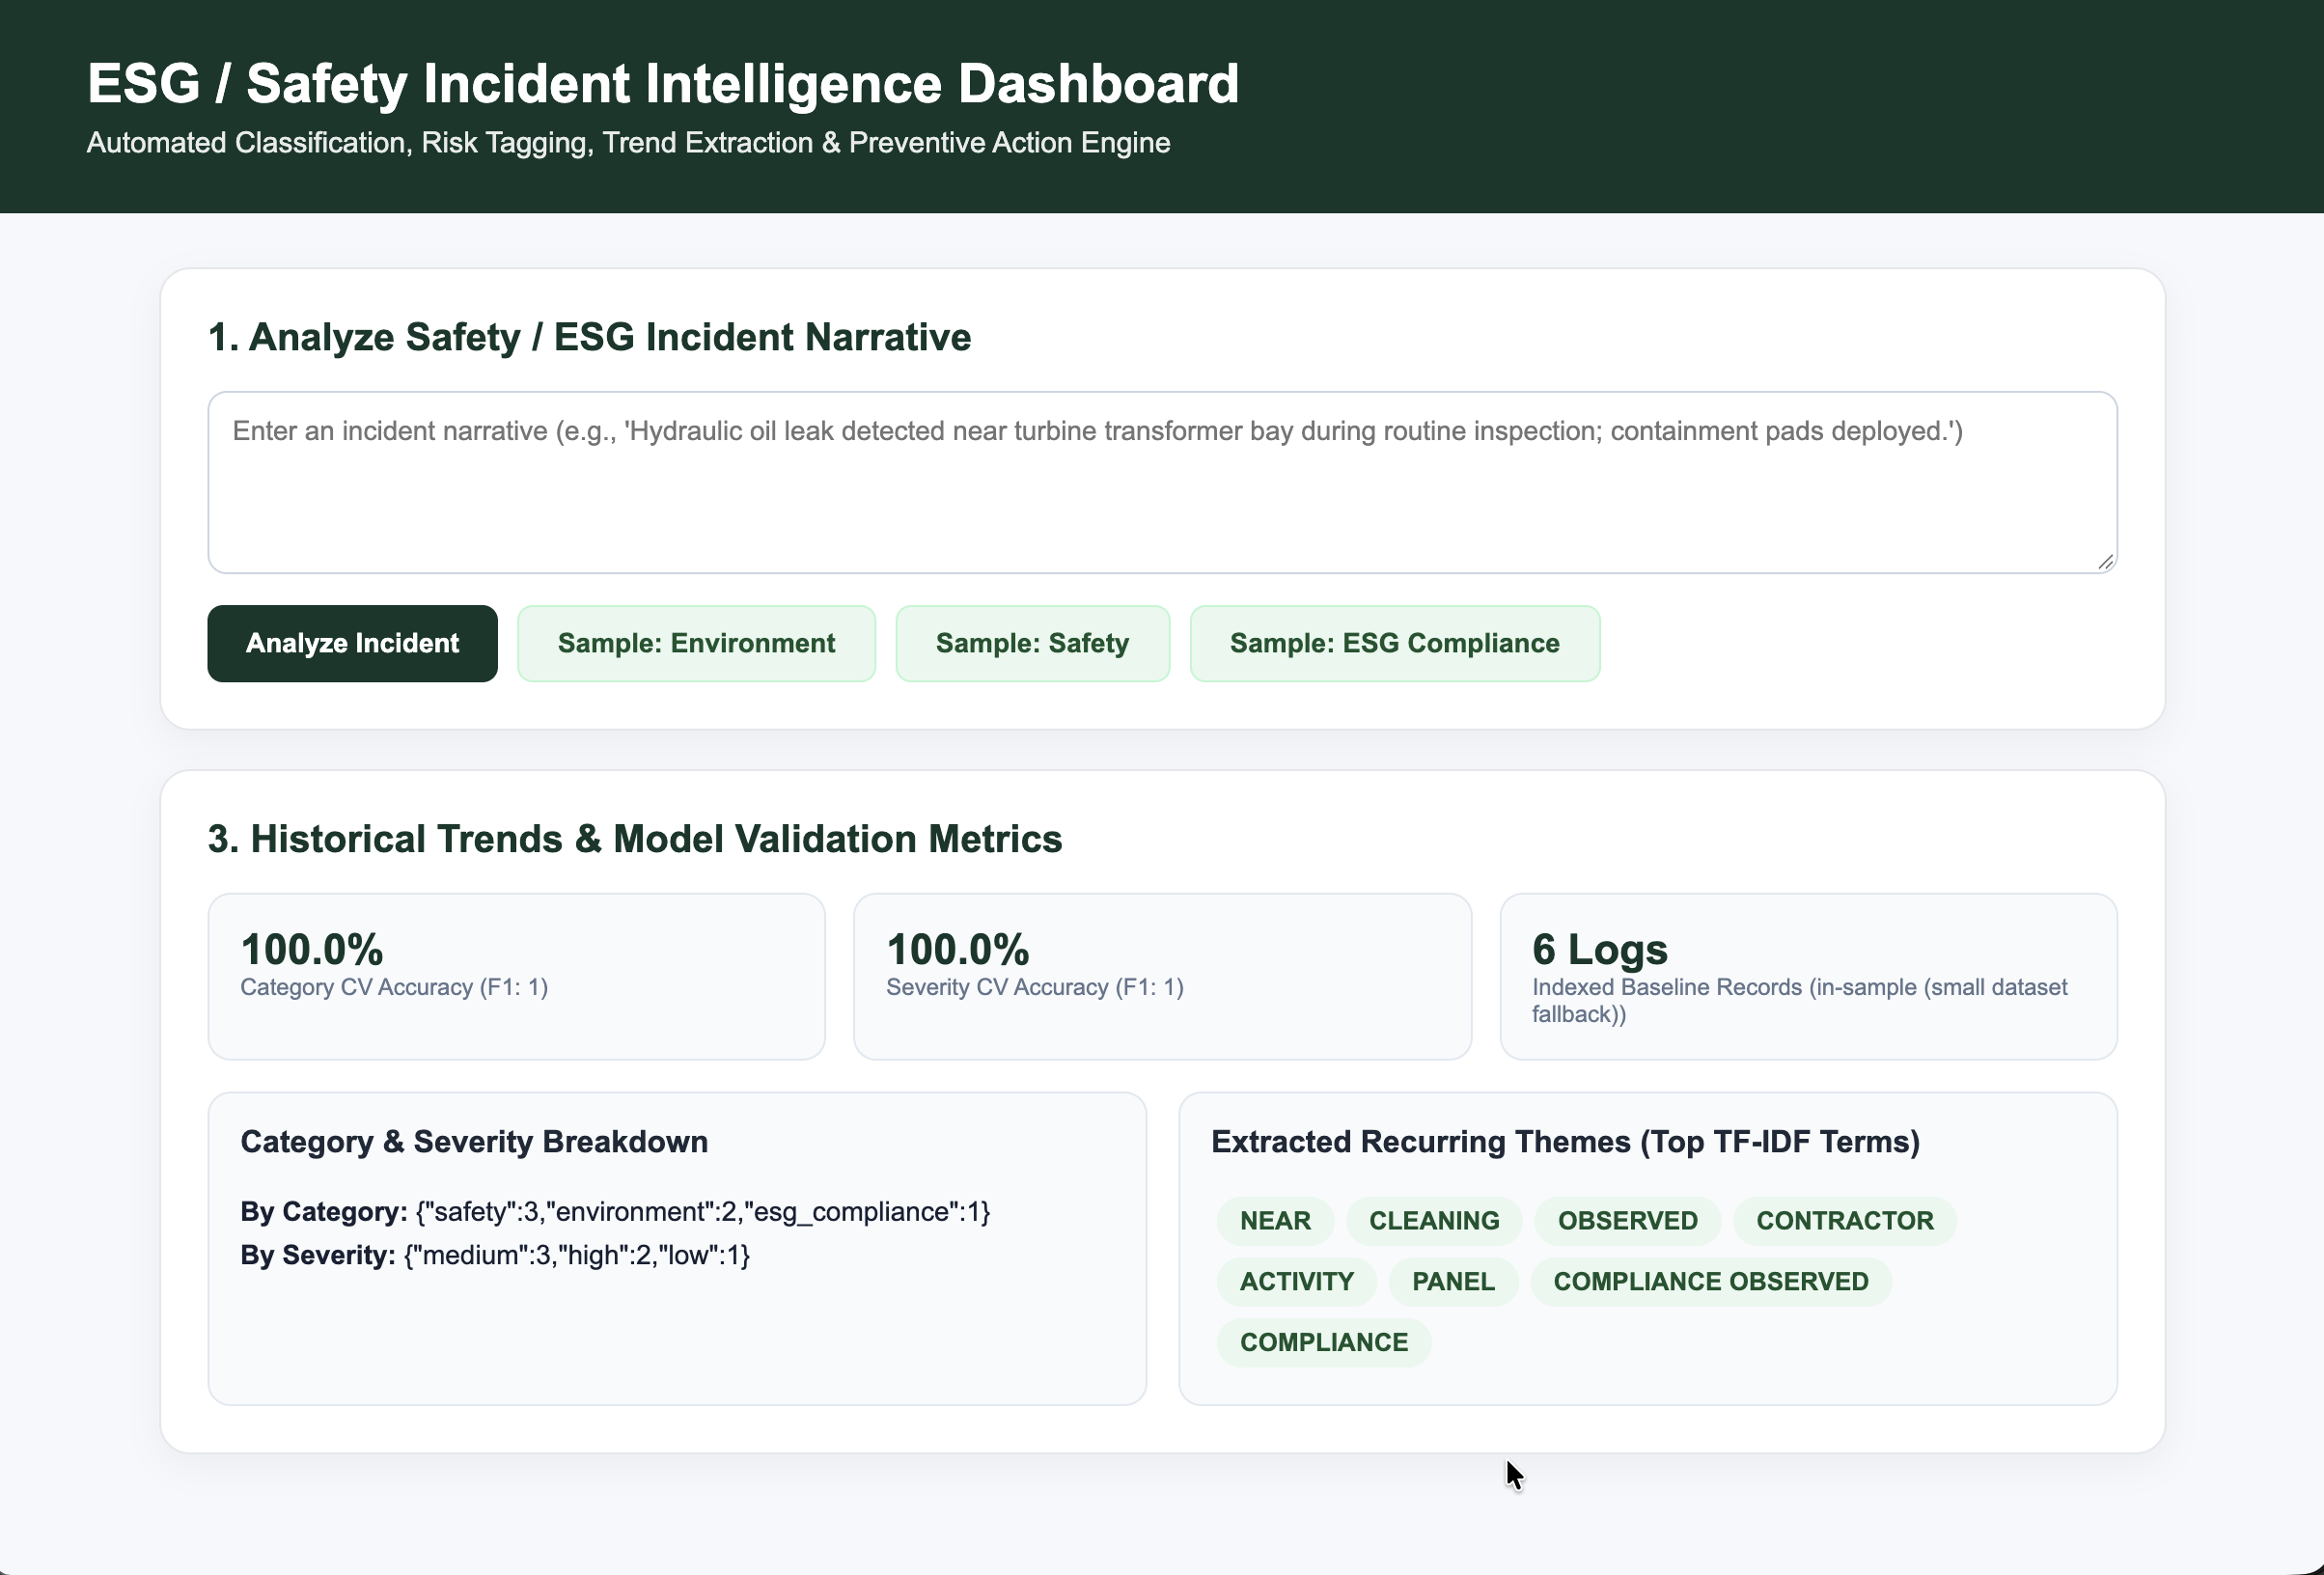 ESG / Safety Incident Intelligence Dashboard
Automated Classification, Risk Tagging, Trend Extraction & Preventive Action Engine
1. Analyze Safety / ESG Incident Narrative
Enter an incident narrative (e.g., 'Hydraulic oil leak detected near turbine transformer bay during routine inspection; containment pads deployed.')
Analyze Incident
Sample: Environment
Sample: Safety
Sample: ESG Compliance
3. Historical Trends & Model Validation Metrics
100.0%
Category CV Accuracy (F1: 1)
100.0%
Severity CV Accuracy (F1: 1)
6 Logs
Indexed Baseline Records (in-sample (small dataset
fallback))
Category & Severity Breakdown
By Category: {"safety":3,"environment":2,"esg_compliance":1}
By Severity: {"medium":3,"high":2,"low":1}
Extracted Recurring Themes (Top TF-IDF Terms)
NEAR
CLEANING
OBSERVED
CONTRACTOR
ACTIVITY
PANEL
COMPLIANCE OBSERVED
COMPLIANCE